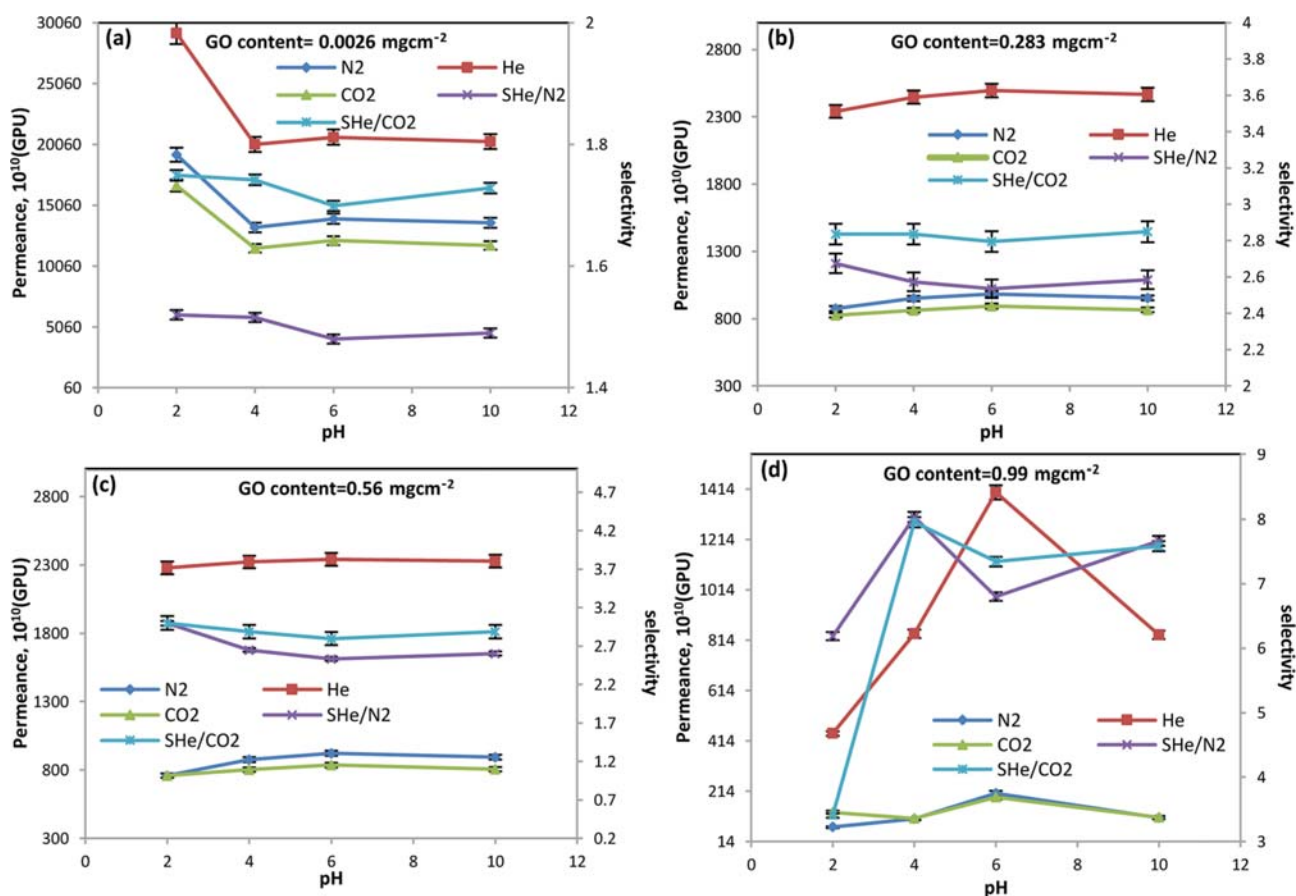 (a)
GO content= 0.0026 mgcm⁻²
N2
He
CO2
SHe/N2
SHe/CO2
Permeance, 10¹⁰(GPU)
30060
25060
20060
15060
10060
5060
60
2
1.8
1.6
1.4
selectivity
0 2 4 6 8 10 12
pH
(b)
GO content=0.283 mgcm⁻²
N2
He
CO2
SHe/N2
SHe/CO2
Permeance, 10¹⁰(GPU)
2800
2300
1800
1300
800
300
4
3.8
3.6
3.4
3.2
3
2.8
2.6
2.4
2.2
2
selectivity
0 2 4 6 8 10 12
pH
(c)
GO content=0.56 mgcm⁻²
N2
He
CO2
SHe/N2
SHe/CO2
Permeance, 10¹⁰(GPU)
2800
2300
1800
1300
800
300
4.7
4.2
3.7
3.2
2.7
2.2
1.7
1.2
0.7
0.2
selectivity
0 2 4 6 8 10 12
pH
(d)
GO content=0.99 mgcm⁻²
N2
He
CO2
SHe/N2
SHe/CO2
Permeance, 10¹⁰(GPU)
1414
1214
1014
814
614
414
214
14
9
8
7
6
5
4
3
selectivity
0 2 4 6 8 10 12
pH